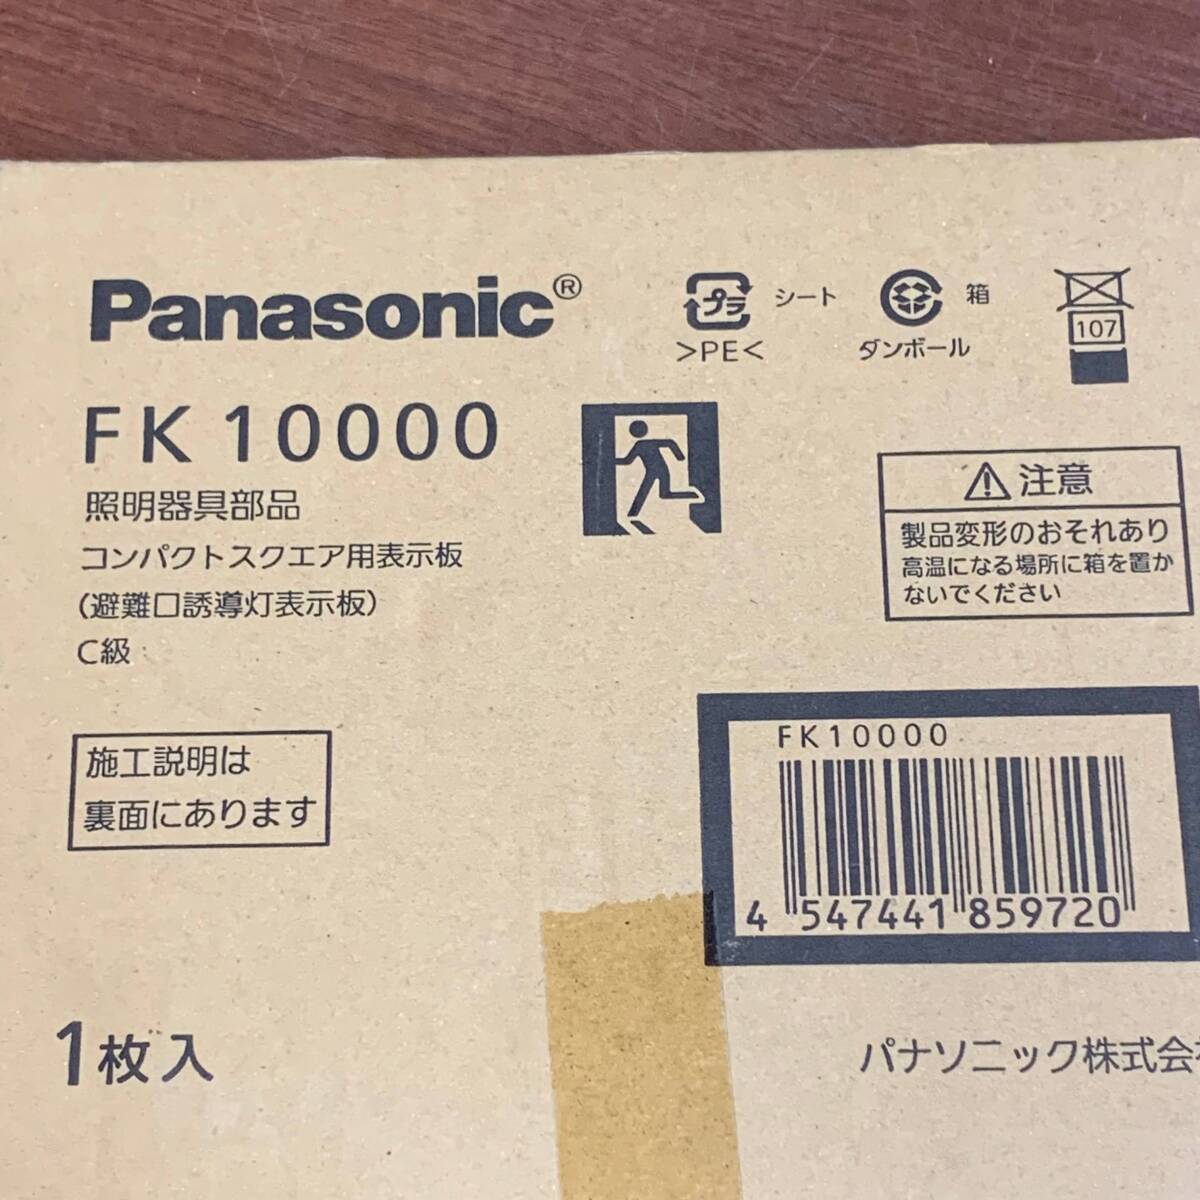 Panasonic®
プラ シート
>PE<
箱
ダンボール
107
FK10000
照明器具部品
コンパクトスクエア用表示板
(避難口誘導灯表示板)
C級
⚠注意
製品変形のおそれあり
高温になる場所に箱を置か
ないでください
施工説明は
裏面にあります
FK10000
4 547441 859720
1枚入
パナソニック株式会